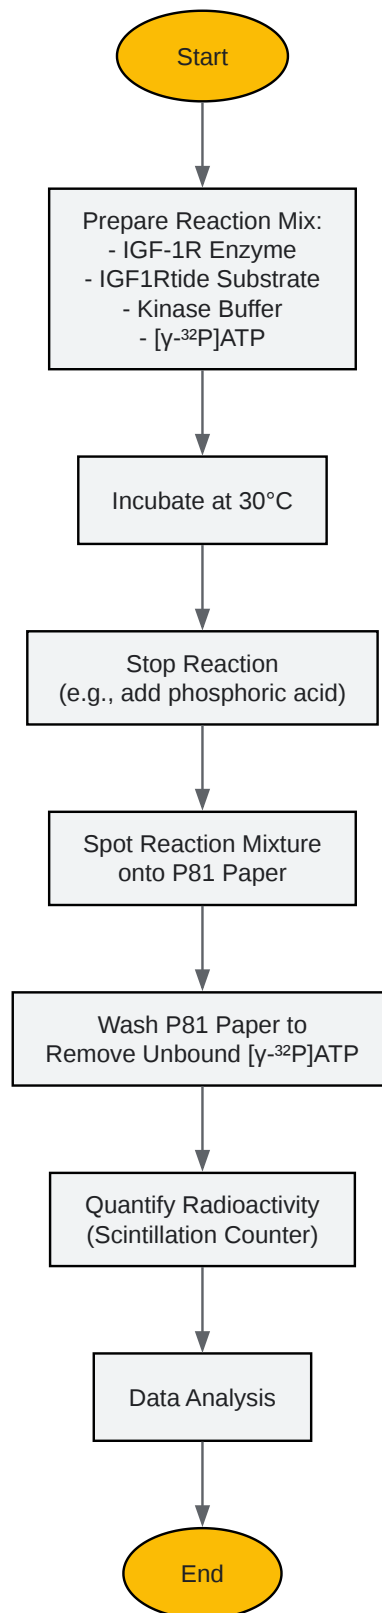 Start
Prepare Reaction Mix:
- IGF-1R Enzyme
- IGF1Rtide Substrate
- Kinase Buffer
- [γ-³²P]ATP
Incubate at 30°C
Stop Reaction
(e.g., add phosphoric acid)
Spot Reaction Mixture
onto P81 Paper
Wash P81 Paper to
Remove Unbound [γ-³²P]ATP
Quantify Radioactivity
(Scintillation Counter)
Data Analysis
End